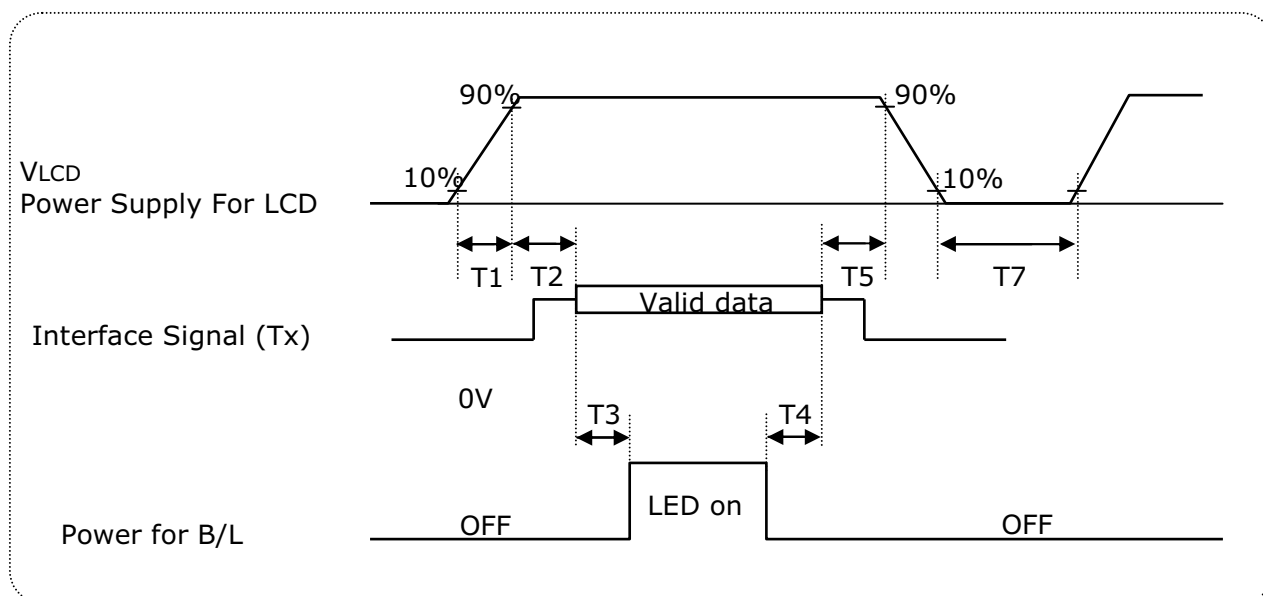 90%
90%
VLCD
10%
10%
Power Supply For LCD
T1
T2
T5
T7
Valid data
Interface Signal (Tx)
0V
T3
T4
LED on
Power for B/L
OFF
OFF